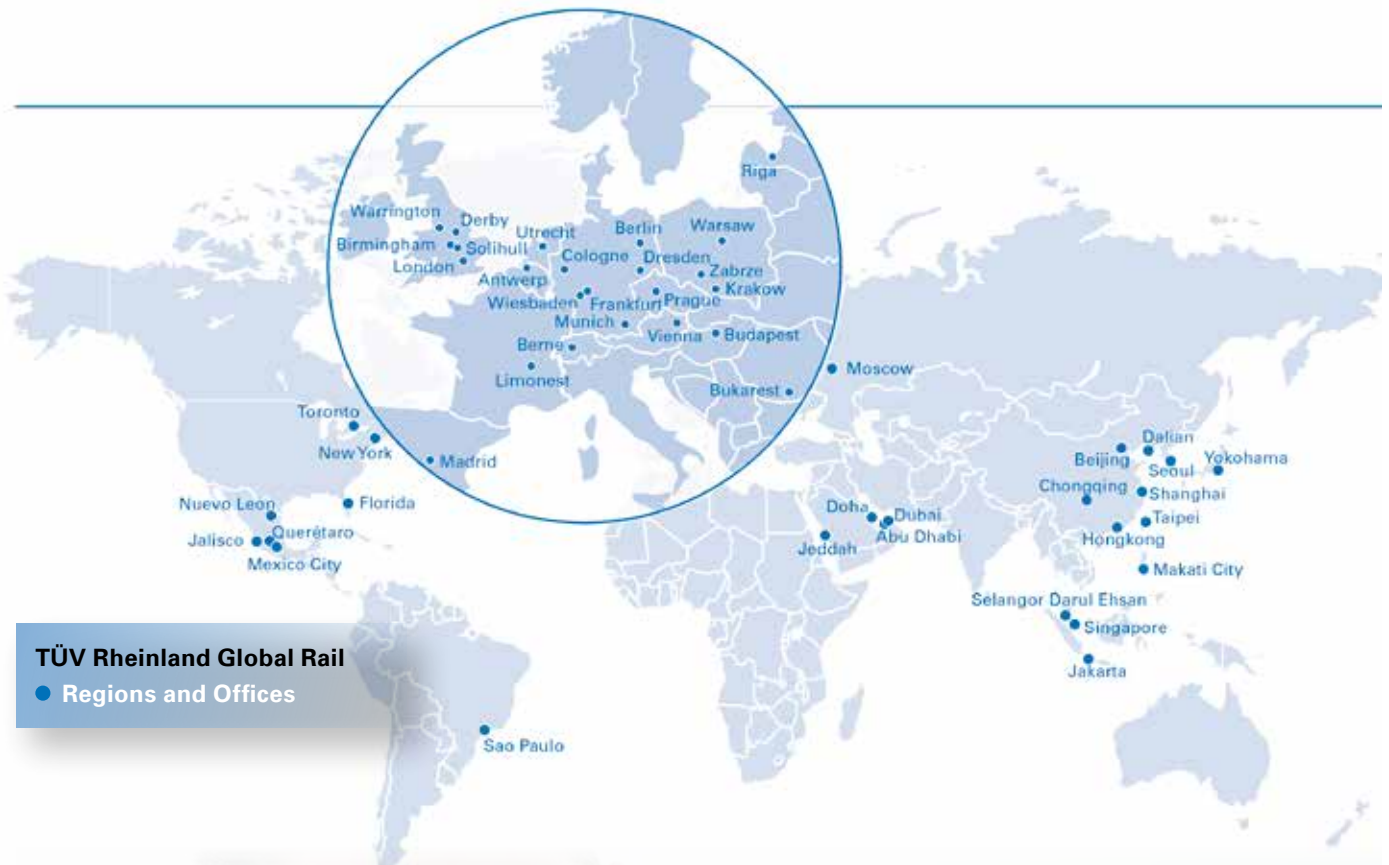 Riga
Warrington
Derby
Utrecht
Berlin
Warsaw
Birmingham
Solihull
Cologne
Dresden
London
Antwerp
Zabrze
Wiesbaden
Frankfurt
Prague
Krakow
Munich
Vienna
Budapest
Berne
Limonest
Bukarest
Moscow
Toronto
New York
Madrid
Dalian
Beijing
Seoul
Yokohama
Chongqing
Shanghai
Nuevo Leon
Florida
Doha
Dubai
Taipei
Jalisco
Querétaro
Abu Dhabi
Hongkong
Jeddah
Mexico City
Makati City
Selangor Darul Ehsan
Singapore
TÜV Rheinland Global Rail
Jakarta
Regions and Offices
Sao Paulo